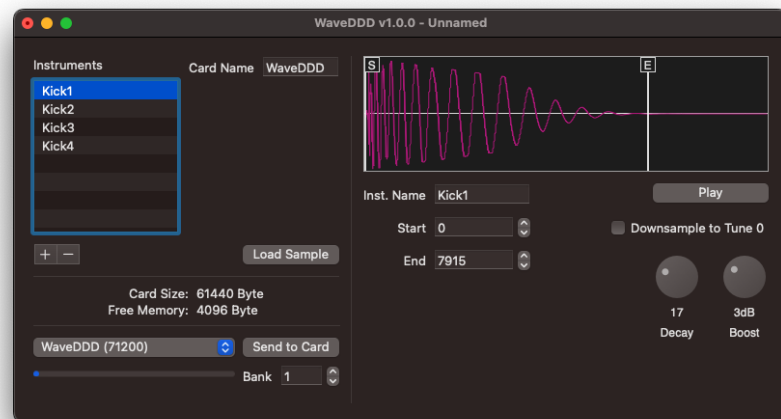 WaveDDD v1.0.0 - Unnamed
Instruments
Card Name WaveDDD
Kick1
Kick2
Kick3
Kick4
+ −
Load Sample
Card Size: 61440 Byte
Free Memory: 4096 Byte
WaveDDD (71200)
Send to Card
Bank 1
S
E
Inst. Name Kick1
Play
Start 0
Downsample to Tune 0
End 7915
17
3dB
Decay
Boost